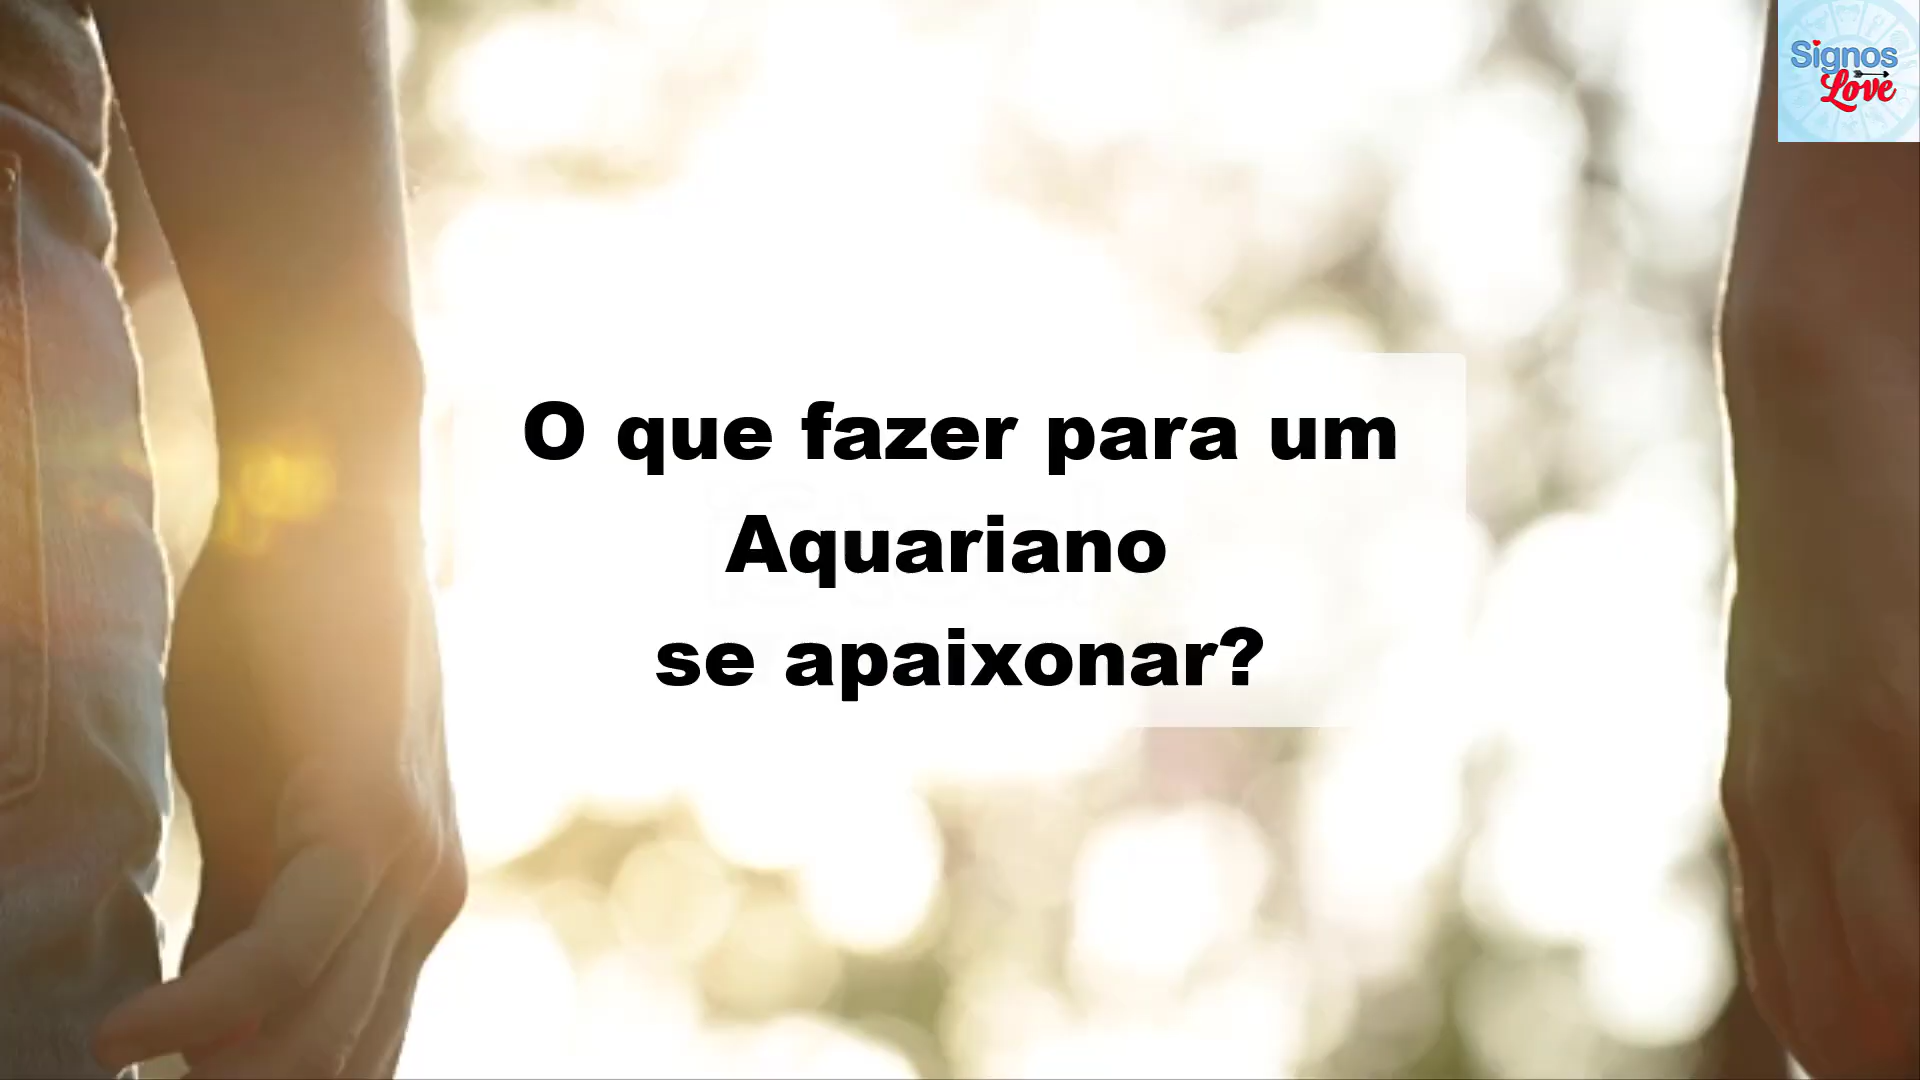 Signos
Love
O que fazer para um
Aquariano
se apaixonar?